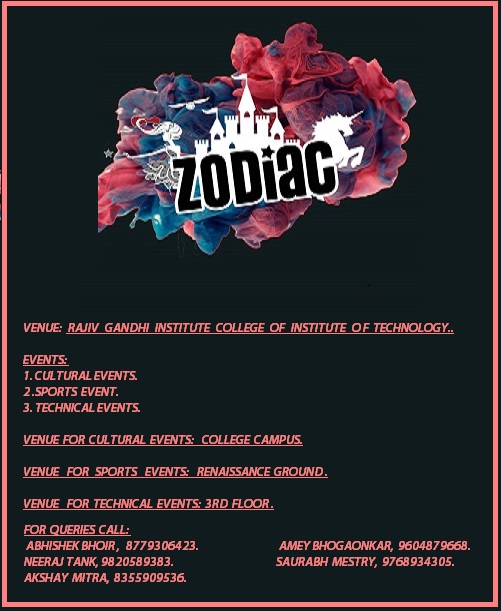 ZODiAC
VENUE: RAJIV GANDHI INSTITUTE COLLEGE OF INSTITUTE OF TECHNOLOGY..
EVENTS:
1. CULTURAL EVENTS.
2. SPORTS EVENT.
3. TECHNICAL EVENTS.
VENUE FOR CULTURAL EVENTS: COLLEGE CAMPUS.
VENUE FOR SPORTS EVENTS: RENAISSANCE GROUND.
VENUE FOR TECHNICAL EVENTS: 3RD FLOOR.
FOR QUERIES CALL:
ABHISHEK BHOIR, 8779306423. AMEY BHOGAONKAR, 9604879668.
NEERAJ TANK, 9820589383. SAURABH MESTRY, 9768934305.
AKSHAY MITRA, 8355909536.